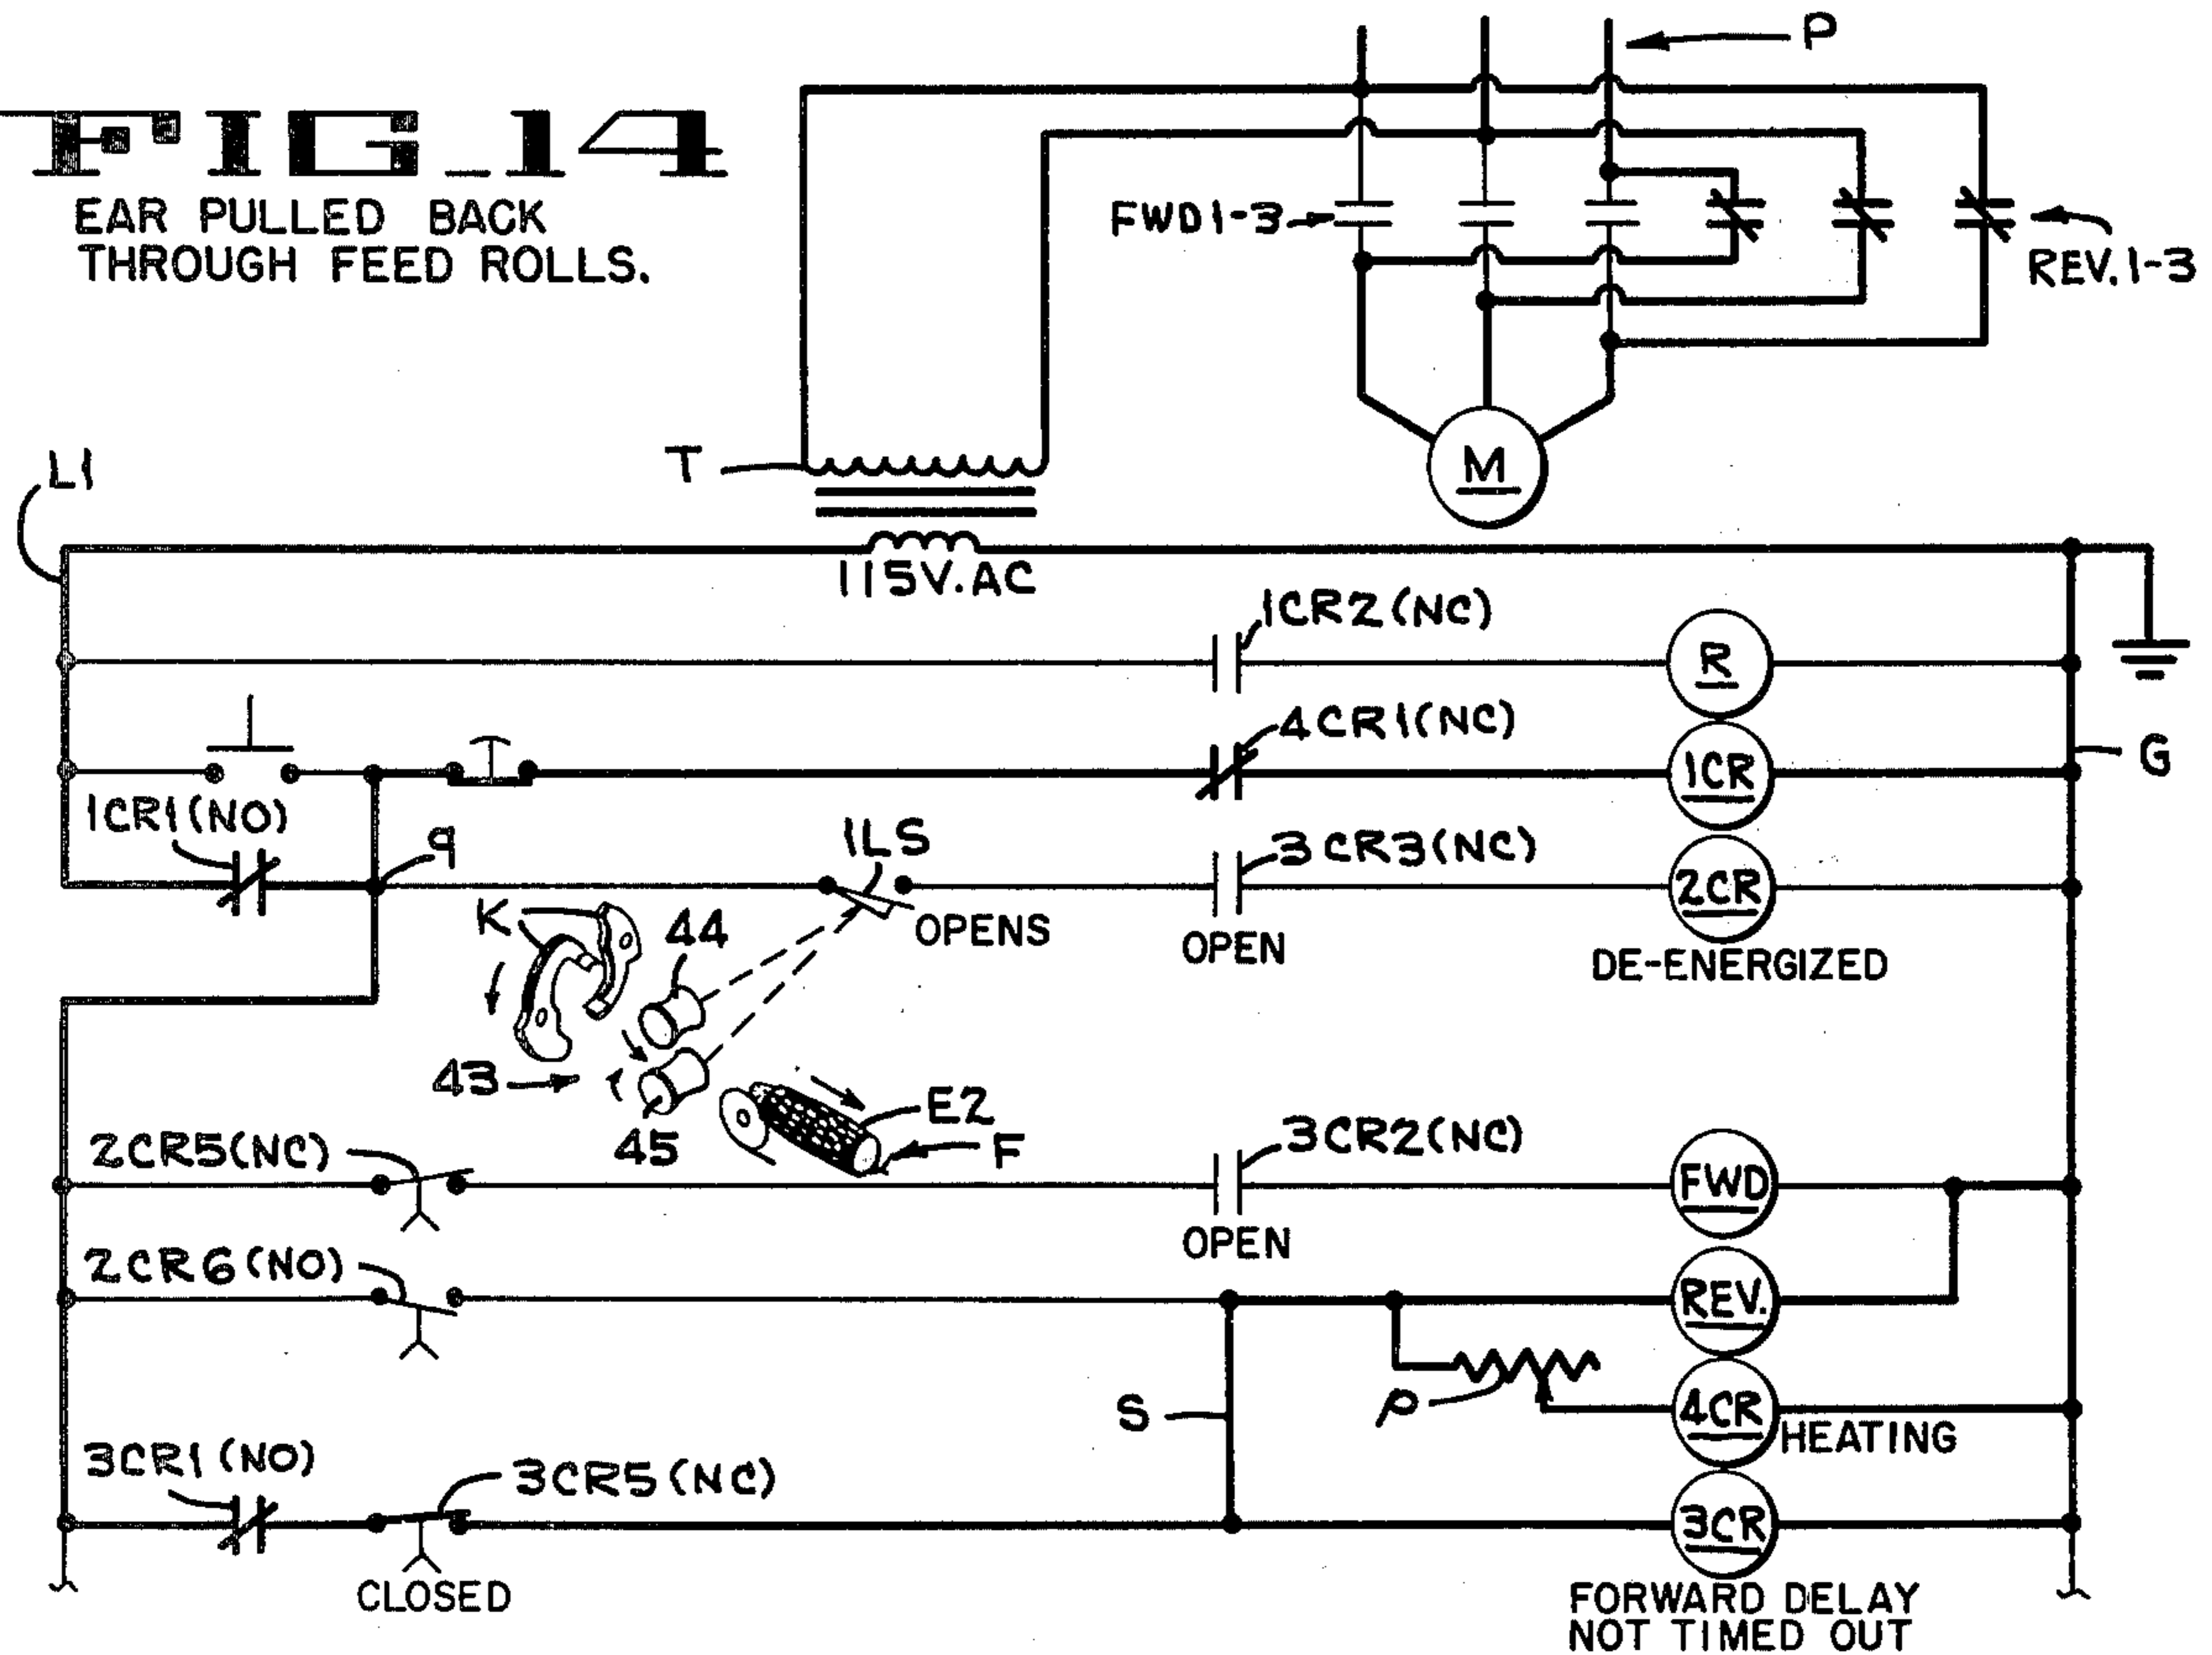 P
FIG_14
EAR PULLED BACK
THROUGH FEED ROLLS.
FWD1-3
REV.1-3
T
M
L1
115V.AC
1CR2(NC)
R
4CR1(NC)
1CR
G
1CR1(NO)
9
1LS
3CR3(NC)
2CR
OPENS
OPEN
DE-ENERGIZED
K
44
43
45
E2
F
2CR5(NC)
3CR2(NC)
FWD
OPEN
2CR6(NO)
REV.
S
P
4CR
HEATING
3CR1(NO)
3CR5(NC)
3CR
CLOSED
FORWARD DELAY
NOT TIMED OUT